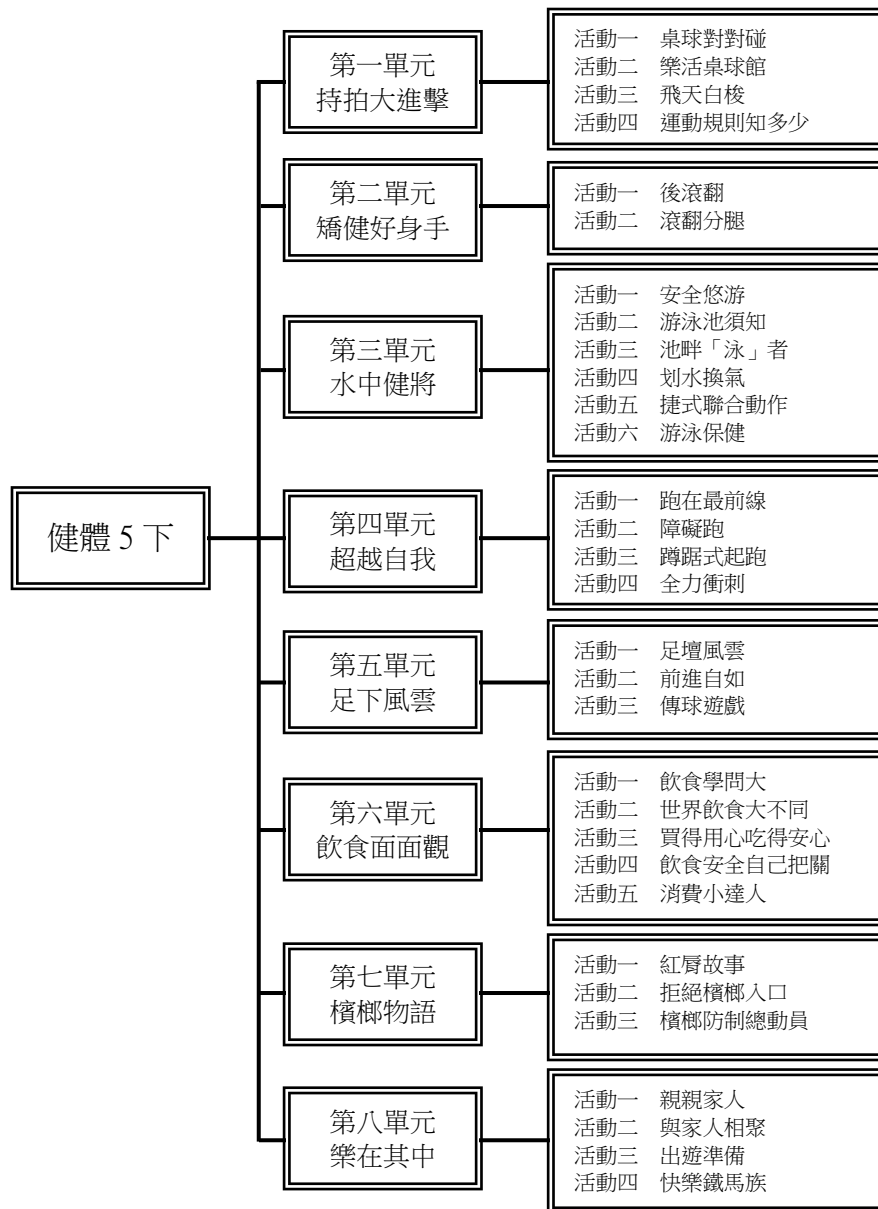 健體 5 下
第一單元
持拍大進擊
活動一　桌球對對碰
活動二　樂活桌球館
活動三　飛天白梭
活動四　運動規則知多少
第二單元
矯健好身手
活動一　後滾翻
活動二　滾翻分腿
第三單元
水中健將
活動一　安全悠游
活動二　游泳池須知
活動三　池畔「泳」者
活動四　划水換氣
活動五　捷式聯合動作
活動六　游泳保健
第四單元
超越自我
活動一　跑在最前線
活動二　障礙跑
活動三　蹲踞式起跑
活動四　全力衝刺
第五單元
足下風雲
活動一　足壇風雲
活動二　前進自如
活動三　傳球遊戲
第六單元
飲食面面觀
活動一　飲食學問大
活動二　世界飲食大不同
活動三　買得用心吃得安心
活動四　飲食安全自己把關
活動五　消費小達人
第七單元
檳榔物語
活動一　紅脣故事
活動二　拒絕檳榔入口
活動三　檳榔防制總動員
第八單元
樂在其中
活動一　親親家人
活動二　與家人相聚
活動三　出遊準備
活動四　快樂鐵馬族